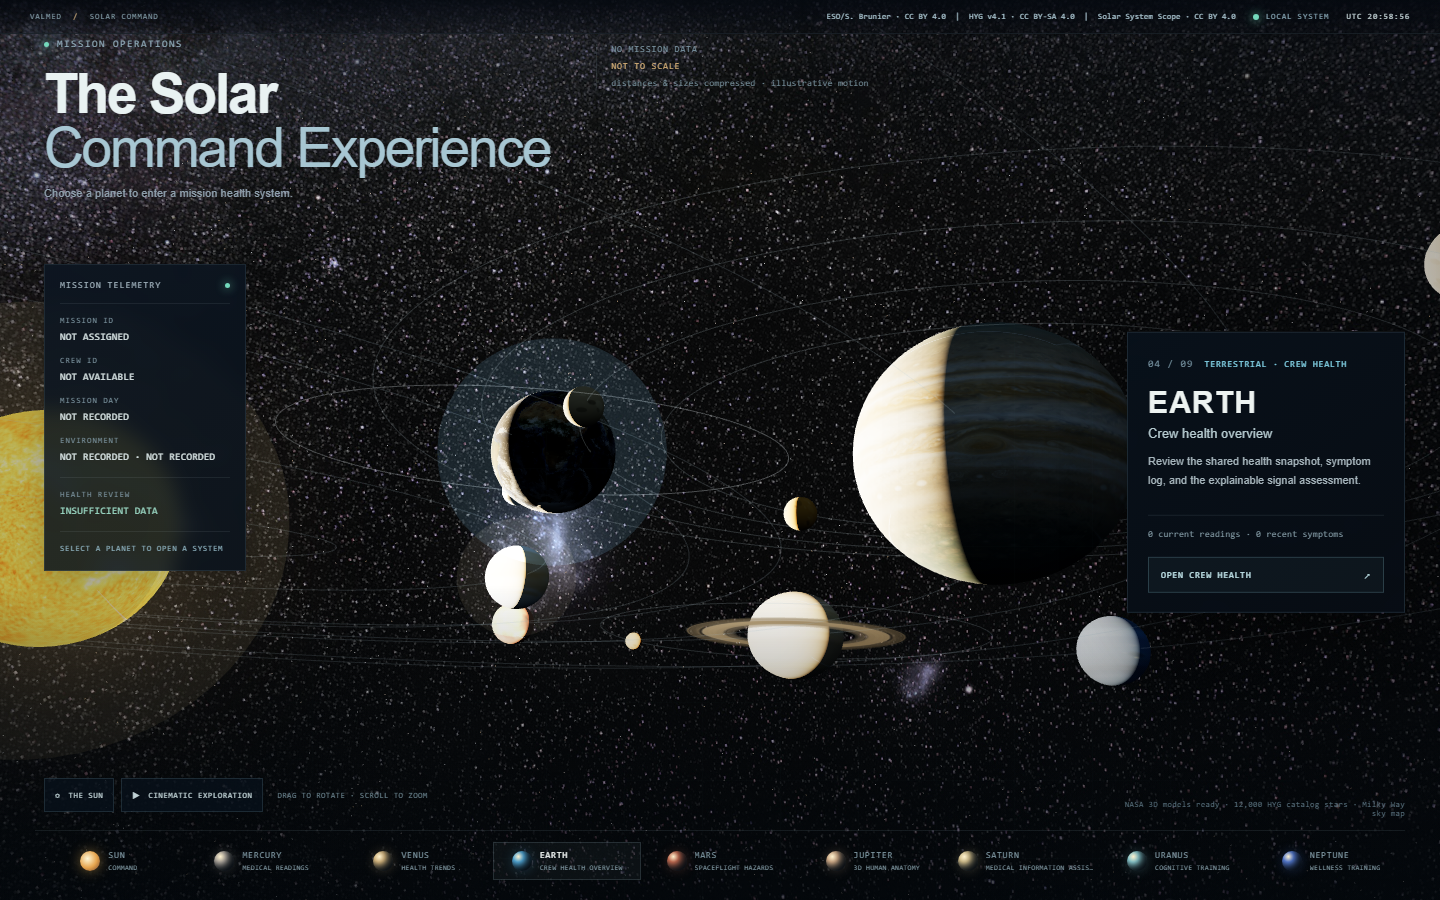 VALMED / SOLAR COMMAND
ESO/S. Brunier · CC BY 4.0 | HYG v4.1 · CC BY-SA 4.0 | Solar System Scope · CC BY 4.0
LOCAL SYSTEM
UTC 20:58:56
MISSION OPERATIONS
The Solar
Command Experience
Choose a planet to enter a mission health system.
NO MISSION DATA
NOT TO SCALE
distances & sizes compressed · illustrative motion
MISSION TELEMETRY
MISSION ID
NOT ASSIGNED
CREW ID
NOT AVAILABLE
MISSION DAY
NOT RECORDED
ENVIRONMENT
NOT RECORDED · NOT RECORDED
HEALTH REVIEW
INSUFFICIENT DATA
SELECT A PLANET TO OPEN A SYSTEM
04 / 09 TERRESTRIAL · CREW HEALTH
EARTH
Crew health overview
Review the shared health snapshot, symptom
log, and the explainable signal assessment.
0 current readings · 0 recent symptoms
OPEN CREW HEALTH ↗
THE SUN
▶ CINEMATIC EXPLORATION
DRAG TO ROTATE · SCROLL TO ZOOM
NASA 3D models ready · 12,000 HYG catalog stars · Milky Way
sky map
SUN
COMMAND
MERCURY
MEDICAL READINGS
VENUS
HEALTH TRENDS
EARTH
CREW HEALTH OVERVIEW
MARS
SPACEFLIGHT HAZARDS
JUPITER
3D HUMAN ANATOMY
SATURN
MEDICAL INFORMATION ASSIS…
URANUS
COGNITIVE TRAINING
NEPTUNE
WELLNESS TRAINING